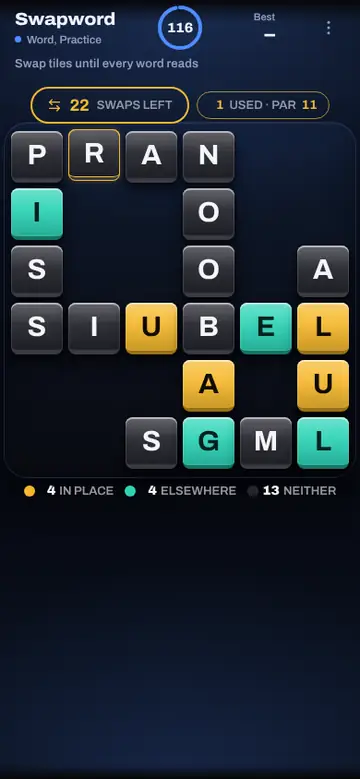 Swapword
116
Best
Word, Practice
–
Swap tiles until every word reads
22 SWAPS LEFT
1 USED · PAR 11
P R A N
I O
S O A
S I U B E L
A U
S G M L
4 IN PLACE 4 ELSEWHERE 13 NEITHER